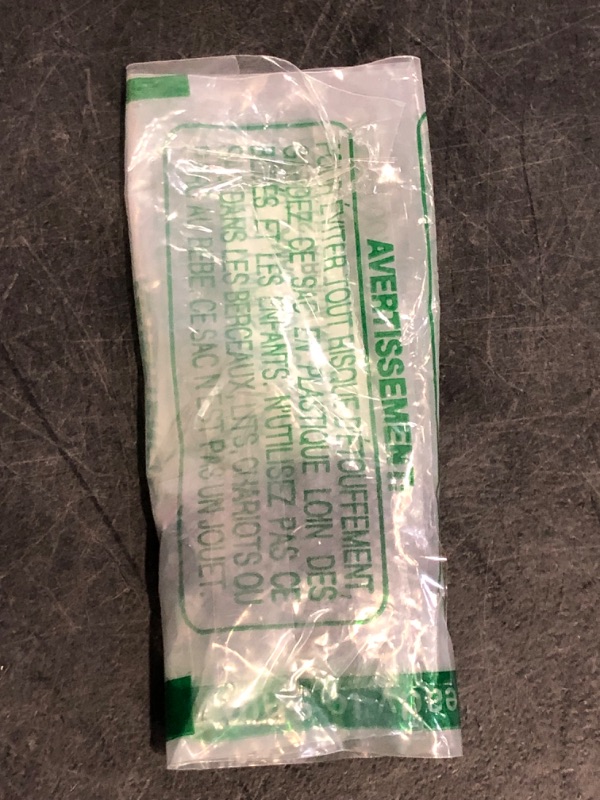 AVERTISSEMENT:
POUR ÉVITER TOUT RISQUE D'ÉTOUFFEMENT,
GARDEZ CE SAC EN PLASTIQUE LOIN DES
BÉBÉS ET LES ENFANTS. N'UTILISEZ PAS CE
SAC DANS LES BERCEAUX, LITS, CHARIOTS OU
BÉBÉ. CE SAC N'EST PAS UN JOUET.